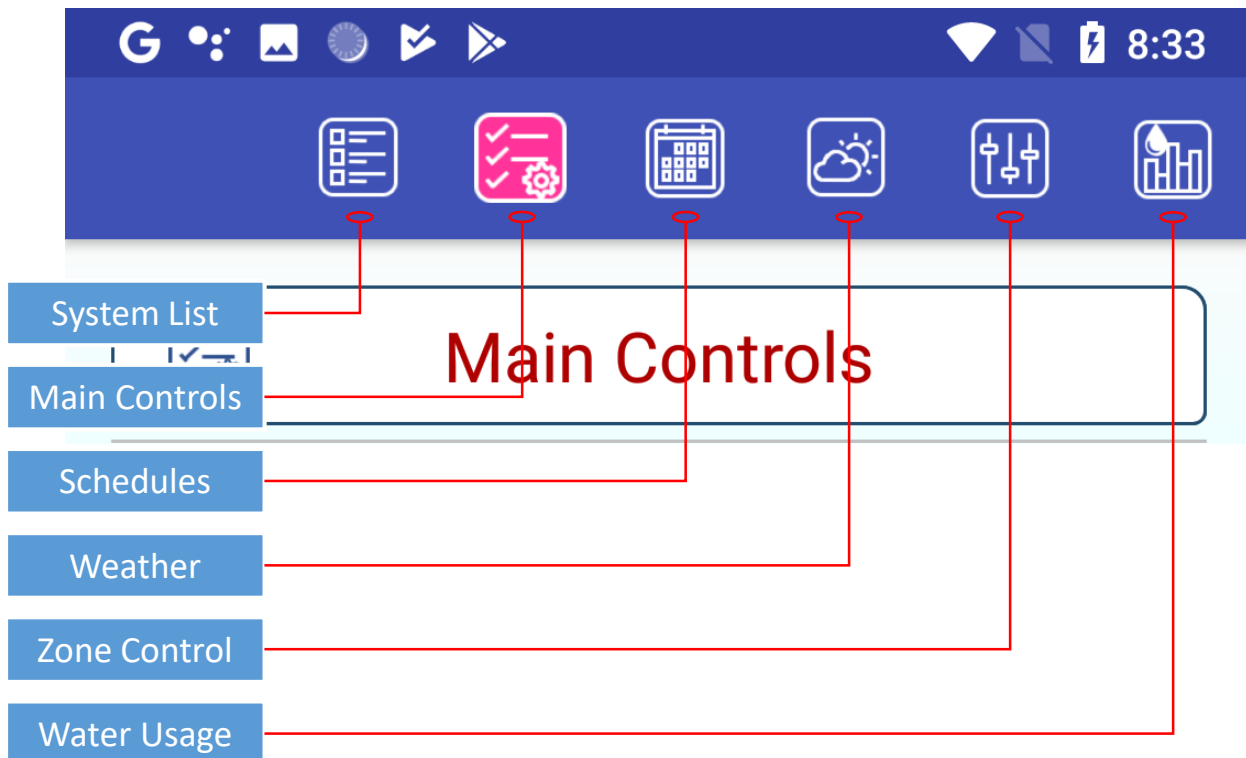 8:33
System List
Main Controls
Main Controls
Schedules
Weather
Zone Control
Water Usage